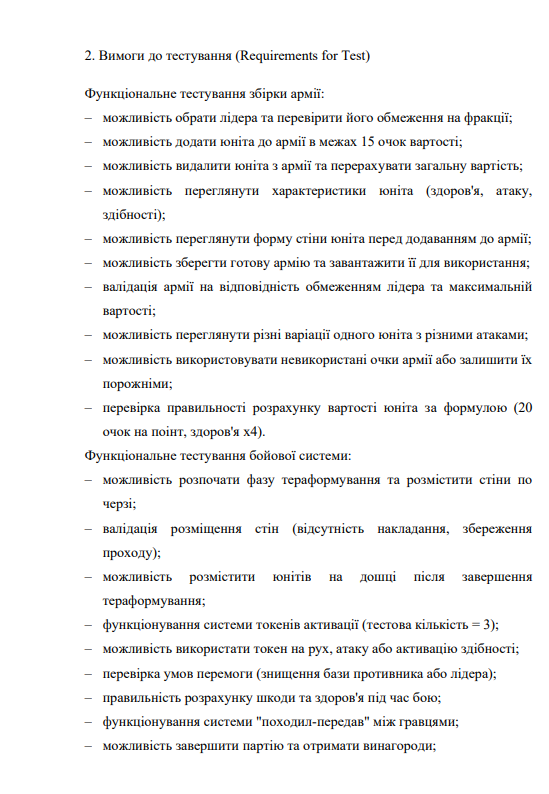 2. Вимоги до тестування (Requirements for Test)
Функціональне тестування збірки армії:
– можливість обрати лідера та перевірити його обмеження на фракції;
– можливість додати юніта до армії в межах 15 очок вартості;
– можливість видалити юніта з армії та перерахувати загальну вартість;
– можливість переглянути характеристики юніта (здоров'я, атаку,
здібності);
– можливість переглянути форму стіни юніта перед додаванням до армії;
– можливість зберегти готову армію та завантажити її для використання;
– валідація армії на відповідність обмеженням лідера та максимальній
вартості;
– можливість переглянути різні варіації одного юніта з різними атаками;
– можливість використовувати невикористані очки армії або залишити їх
порожніми;
– перевірка правильності розрахунку вартості юніта за формулою (20
очок на поінт, здоров'я х4).
Функціональне тестування бойової системи:
– можливість розпочати фазу тераформування та розмістити стіни по
черзі;
– валідація розміщення стін (відсутність накладання, збереження
проходу);
– можливість розмістити юнітів на дошці після завершення
тераформування;
– функціонування системи токенів активації (тестова кількість = 3);
– можливість використати токен на рух, атаку або активацію здібності;
– перевірка умов перемоги (знищення бази противника або лідера);
– правильність розрахунку шкоди та здоров'я під час бою;
– функціонування системи "походил-передав" між гравцями;
– можливість завершити партію та отримати винагороди;